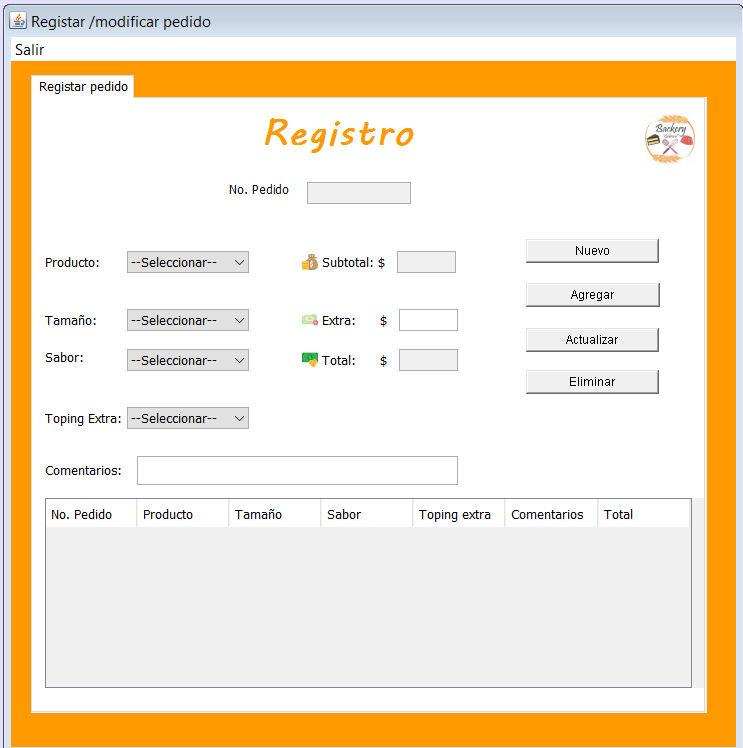 Registar /modificar pedido
Salir
Registar pedido
Registro
Backery
No. Pedido
Producto: --Seleccionar-- Subtotal: $
Nuevo
Agregar
Tamaño: --Seleccionar-- Extra: $
Sabor: --Seleccionar-- Total: $
Actualizar
Eliminar
Toping Extra: --Seleccionar--
Comentarios:
No. Pedido Producto Tamaño Sabor Toping extra Comentarios Total